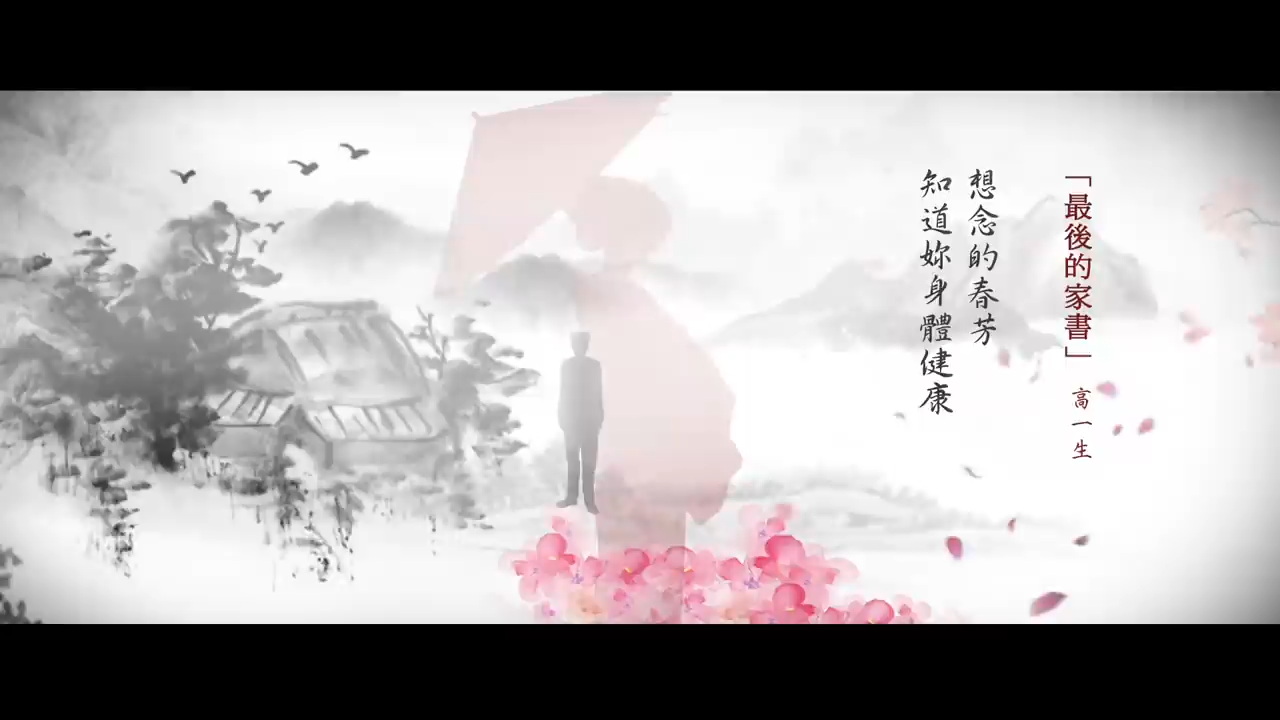 「最後的家書」
高一生
想念的春芳
知道妳身體健康